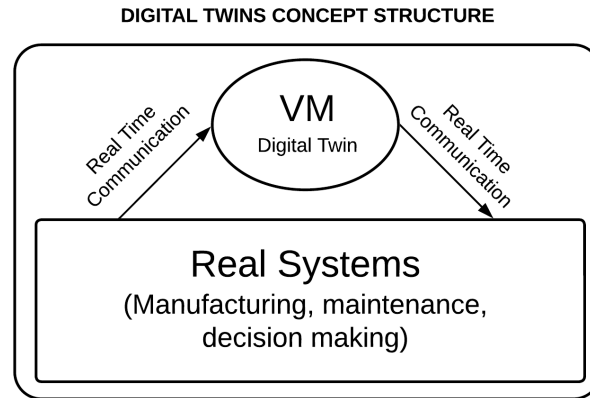 DIGITAL TWINS CONCEPT STRUCTURE
VM
Digital Twin
Real Time
Communication
Real Time
Communication
Real Systems
(Manufacturing, maintenance,
decision making)